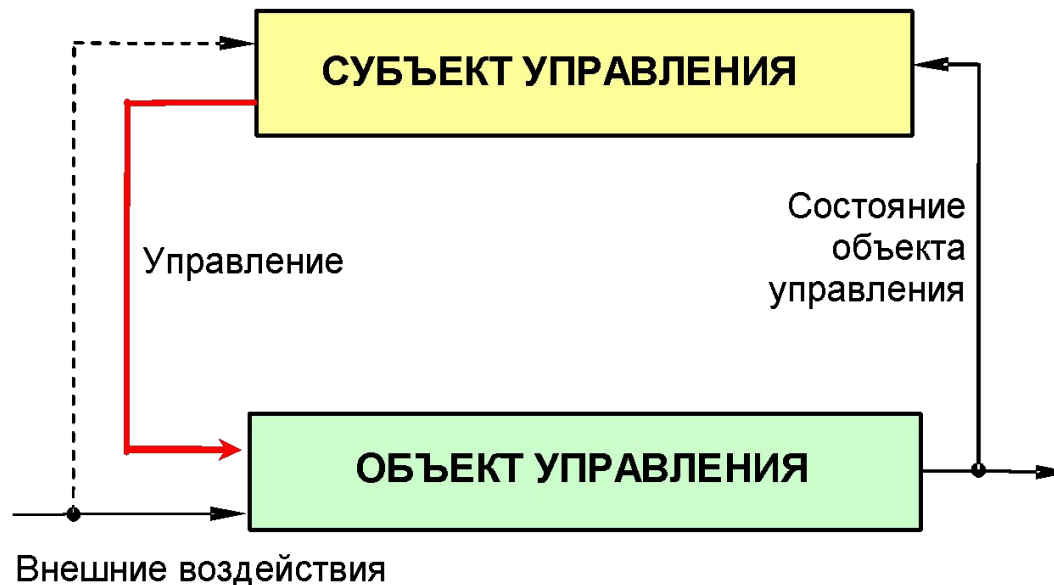 СУБЪЕКТ УПРАВЛЕНИЯ
Управление
Состояние
объекта
управления
ОБЪЕКТ УПРАВЛЕНИЯ
Внешние воздействия